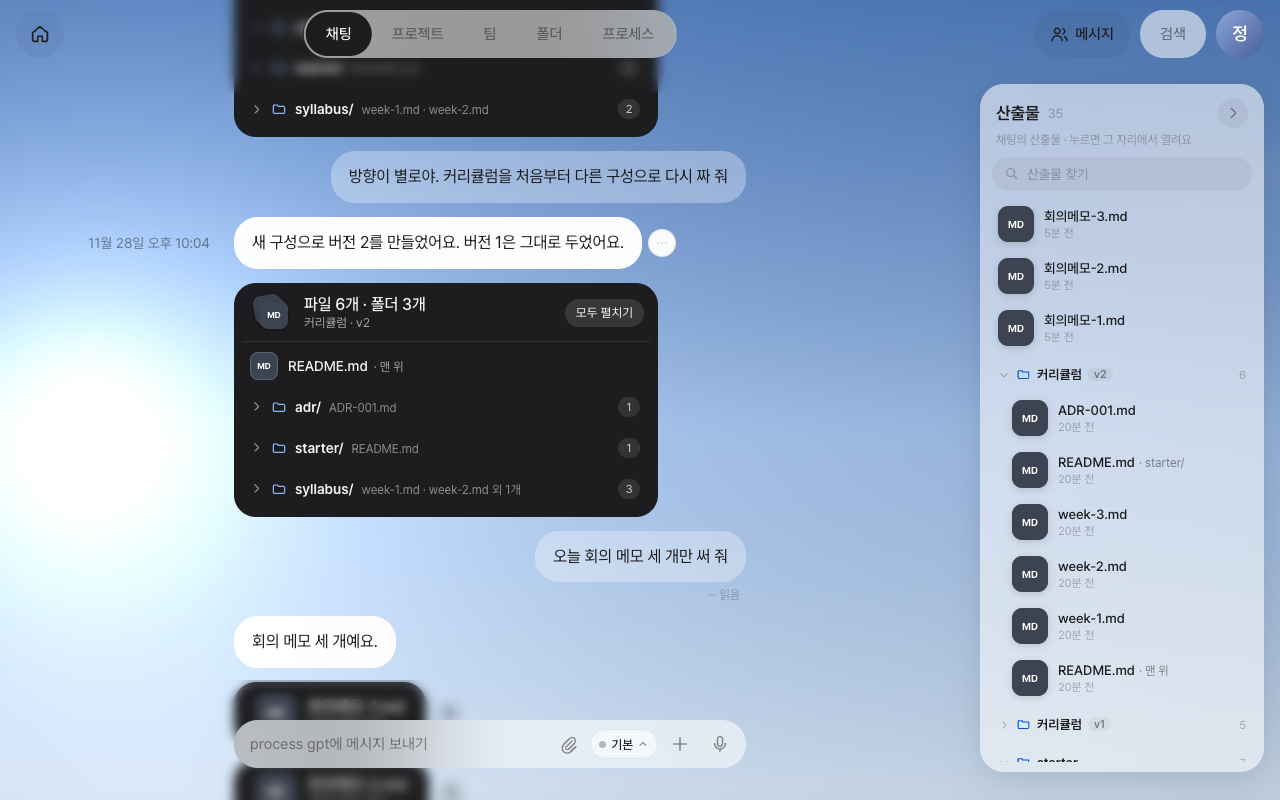 채팅
프로젝트
팀
폴더
프로세스
메시지
검색
정
syllabus/ week-1.md · week-2.md 2
방향이 별로야. 커리큘럼을 처음부터 다른 구성으로 다시 짜 줘
11월 28일 오후 10:04
새 구성으로 버전 2를 만들었어요. 버전 1은 그대로 두었어요.
MD 파일 6개 · 폴더 3개
커리큘럼 · v2
모두 펼치기
MD README.md · 맨 위
adr/ ADR-001.md 1
starter/ README.md 1
syllabus/ week-1.md · week-2.md 외 1개 3
오늘 회의 메모 세 개만 써 줘
··· 읽음
회의 메모 세 개예요.
process gpt에 메시지 보내기
기본
산출물 35
채팅의 산출물 · 누르면 그 자리에서 열려요
산출물 찾기
MD 회의메모-3.md
5분 전
MD 회의메모-2.md
5분 전
MD 회의메모-1.md
5분 전
커리큘럼 v2 6
MD ADR-001.md
20분 전
MD README.md · starter/
20분 전
MD week-3.md
20분 전
MD week-2.md
20분 전
MD week-1.md
20분 전
MD README.md · 맨 위
20분 전
커리큘럼 v1 5
starter